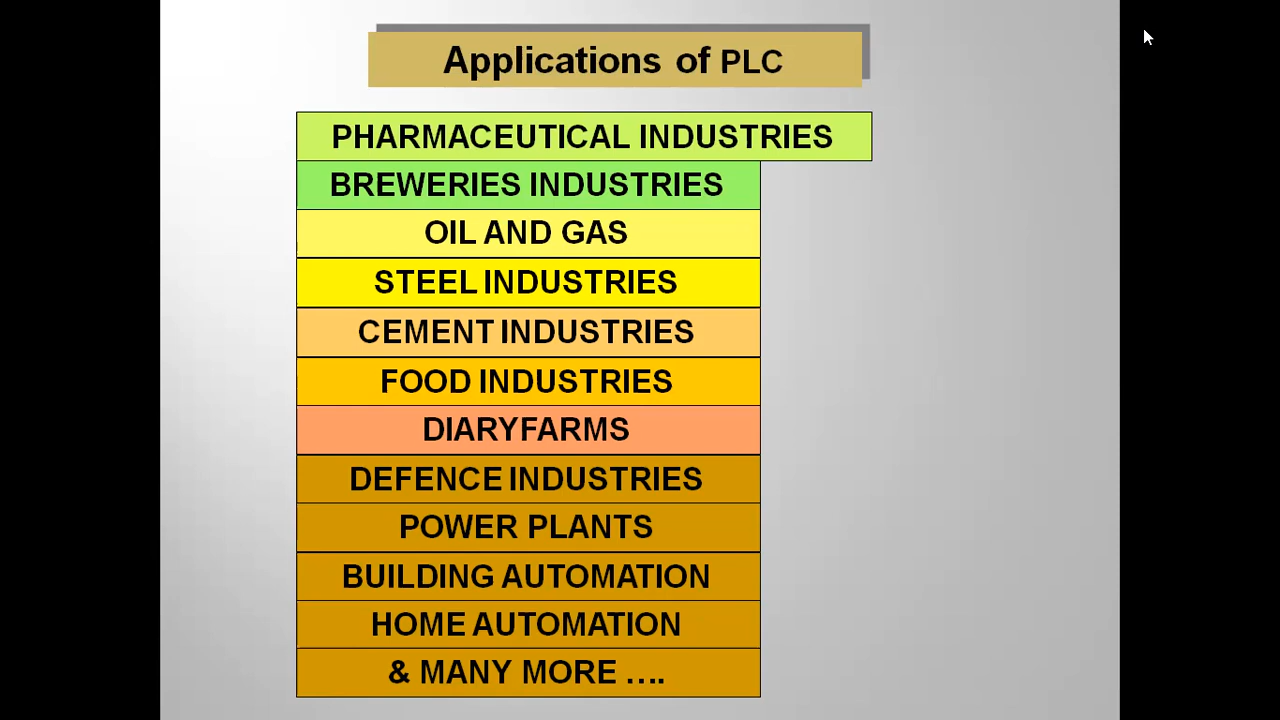 Applications of PLC
PHARMACEUTICAL INDUSTRIES
BREWERIES INDUSTRIES
OIL AND GAS
STEEL INDUSTRIES
CEMENT INDUSTRIES
FOOD INDUSTRIES
DIARYFARMS
DEFENCE INDUSTRIES
POWER PLANTS
BUILDING AUTOMATION
HOME AUTOMATION
& MANY MORE ....